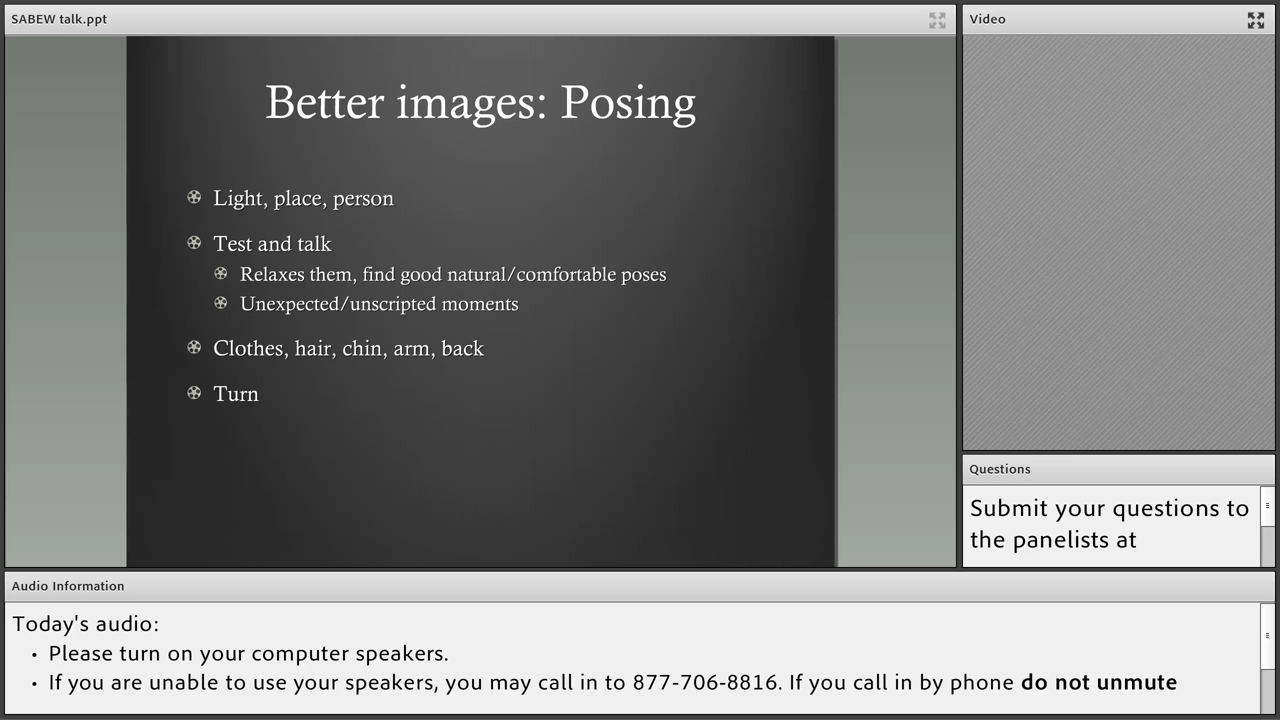 SABEW talk.ppt
Better images: Posing
Light, place, person
Test and talk
Relaxes them, find good natural/comfortable poses
Unexpected/unscripted moments
Clothes, hair, chin, arm, back
Turn
Video
Questions
Submit your questions to
the panelists at
Audio Information
Today's audio:
• Please turn on your computer speakers.
• If you are unable to use your speakers, you may call in to 877-706-8816. If you call in by phone do not unmute